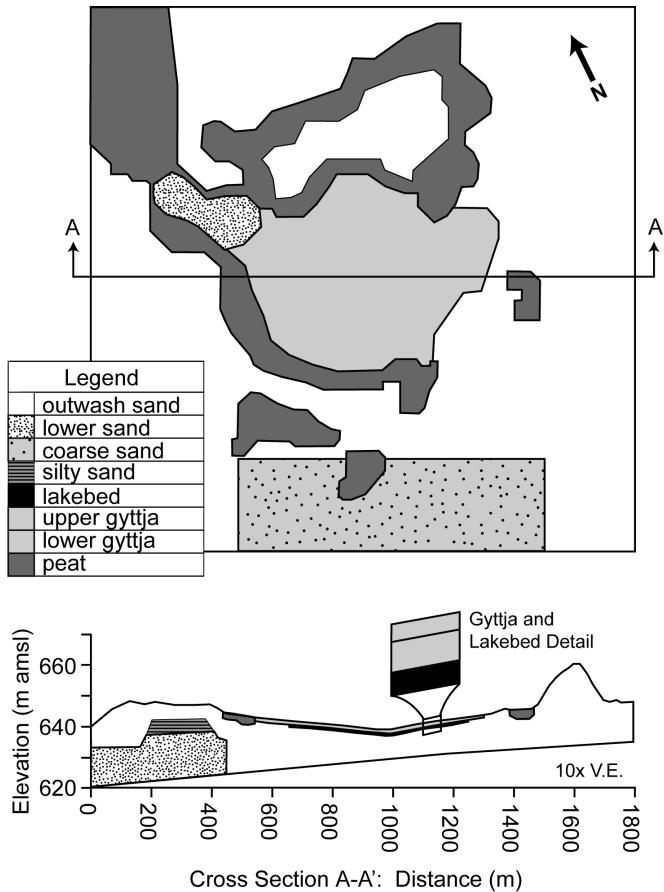 N
A
A
Legend
outwash sand
lower sand
coarse sand
silty sand
lakebed
upper gyttja
lower gyttja
peat
Gyttja and
Lakebed Detail
Elevation (m amsl)
660
640
620
10x V.E.
0
200
400
600
800
1000
1200
1400
1600
1800
Cross Section A-A': Distance (m)